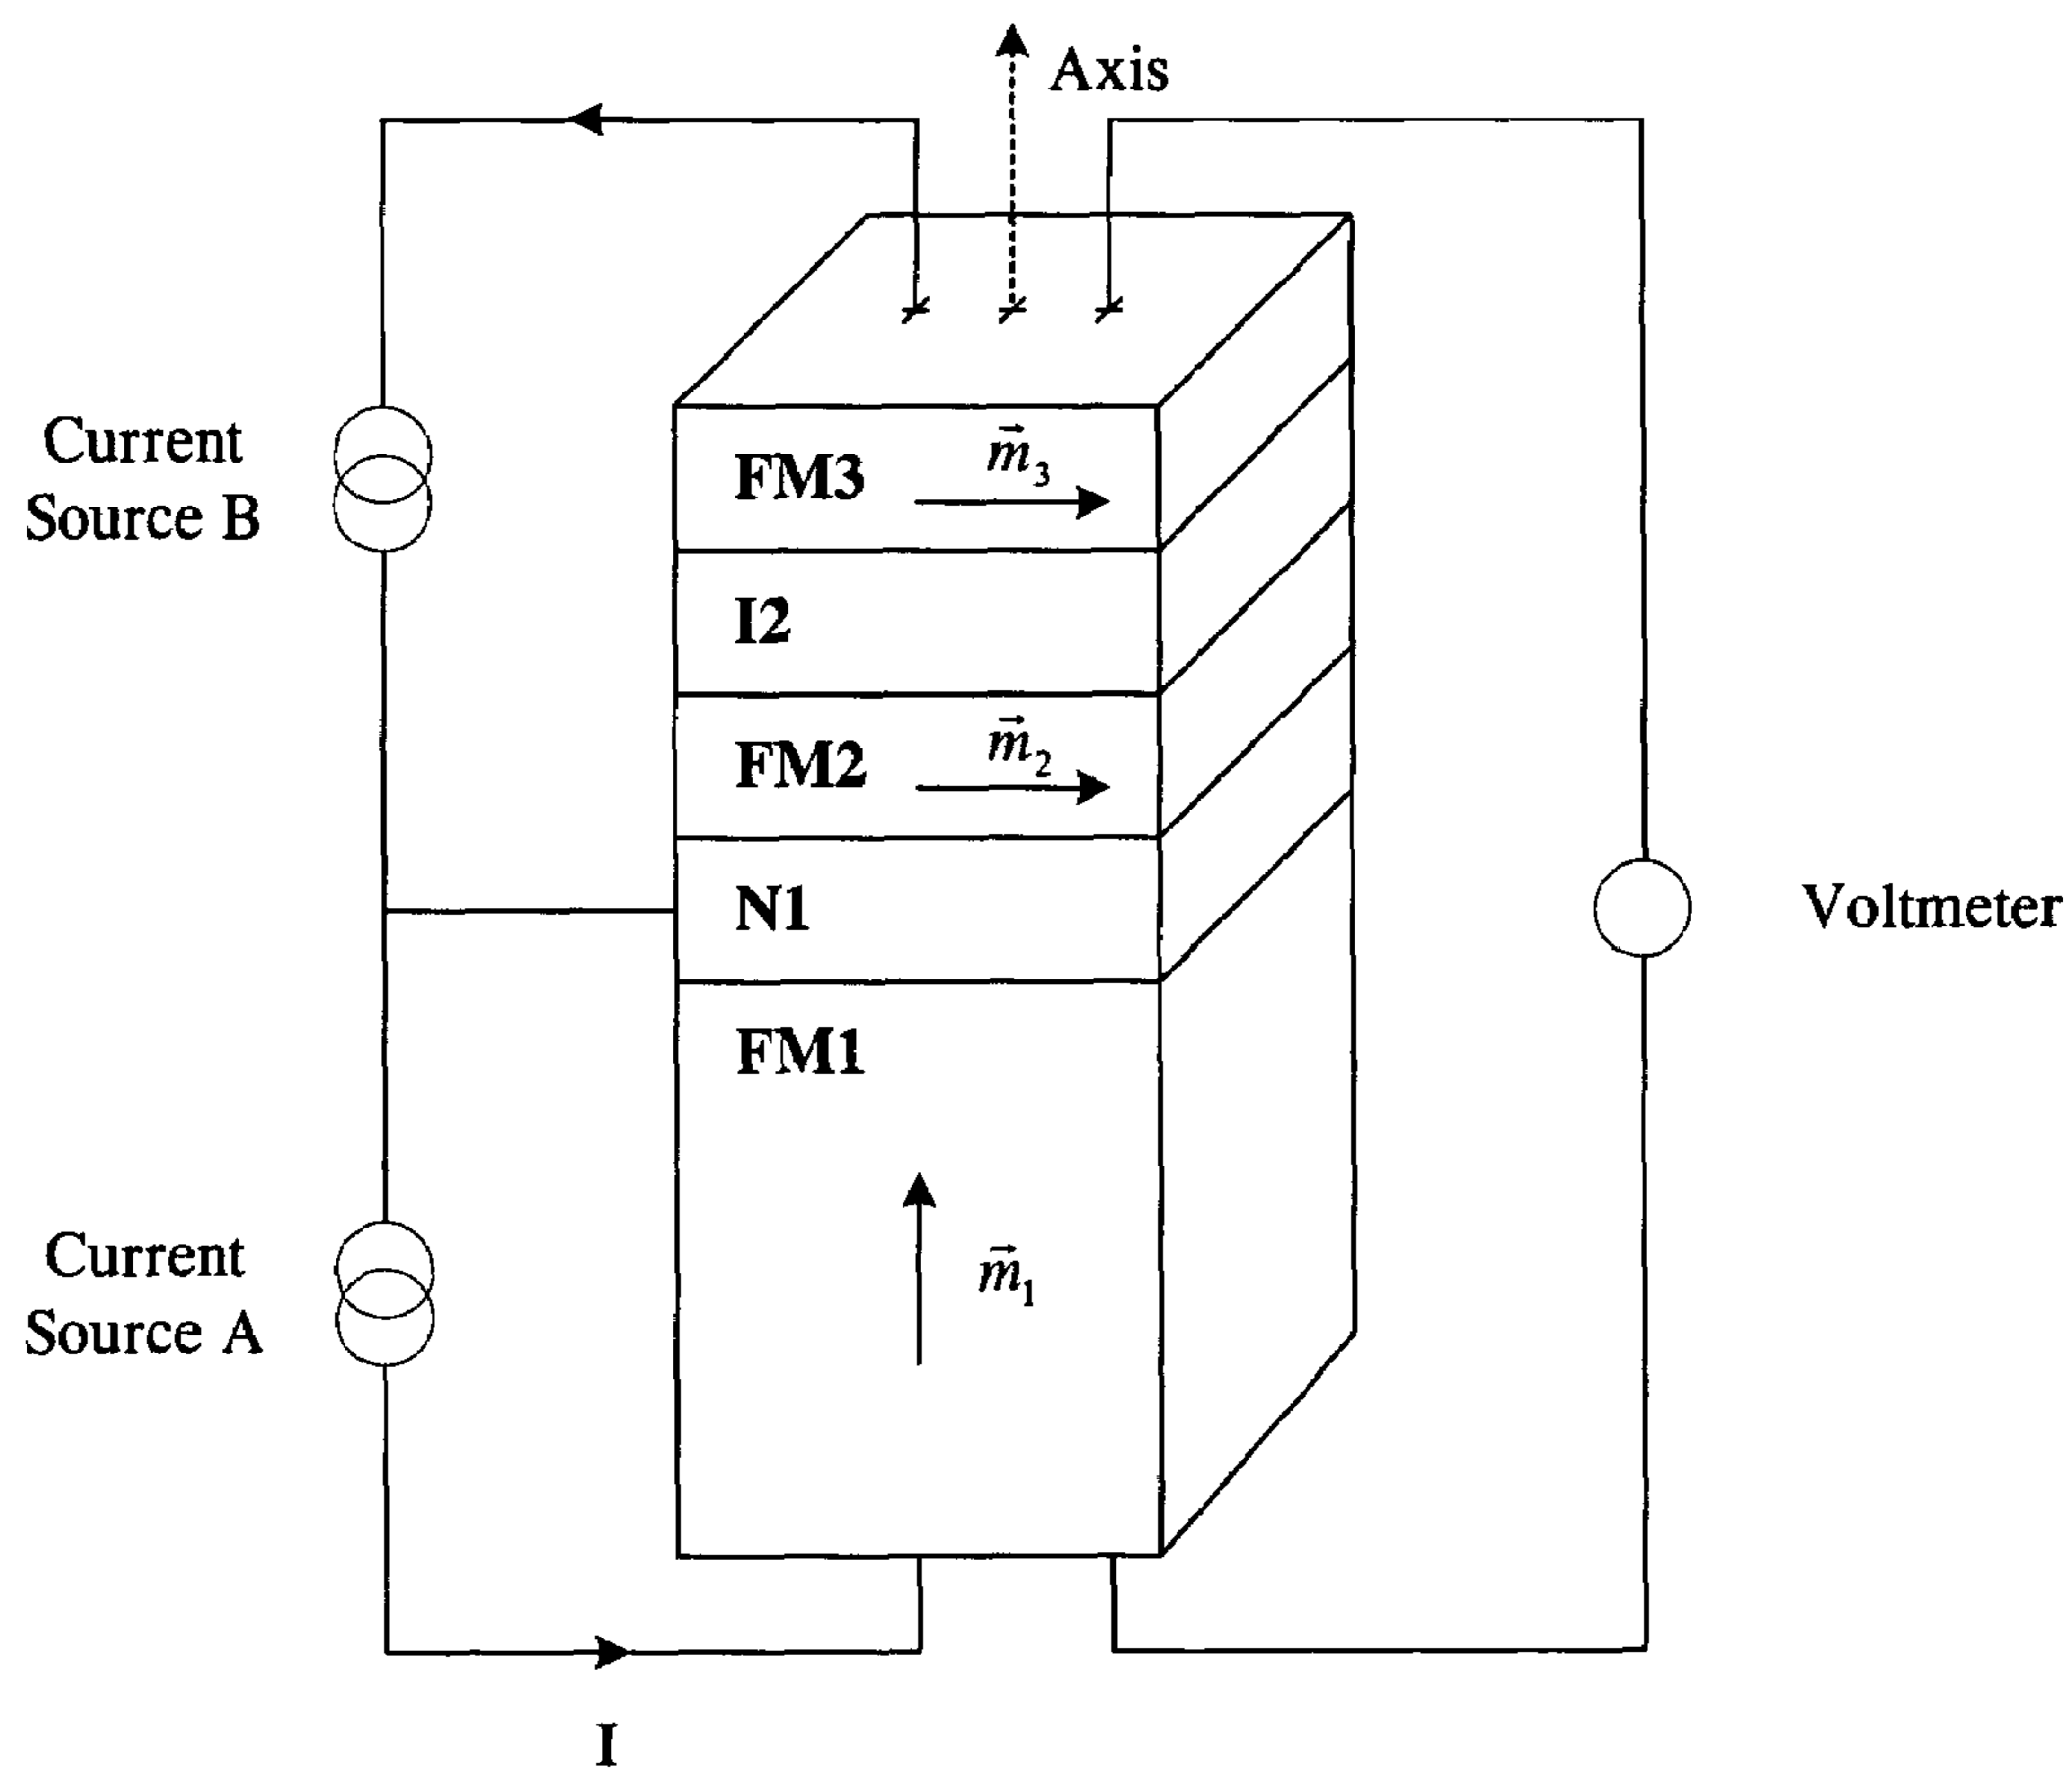 Axis
Current
Source B
FM3
m⃗₃
I2
FM2
m⃗₂
N1
Voltmeter
FM1
Current
Source A
m⃗₁
I